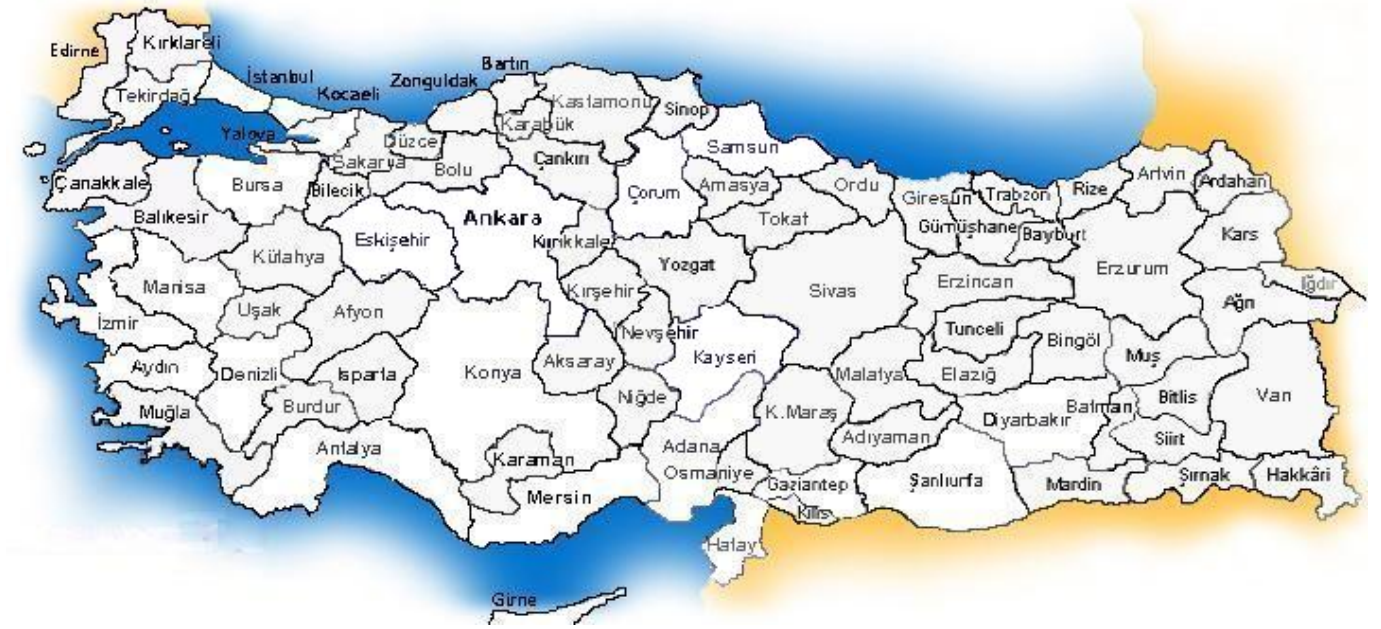 Edirne
Kırklareli
Tekirdağ
İstanbul
Kocaeli
Yalova
Zonguldak
Bartın
Kastamonu
Karabük
Sinop
Düzce
Sakarya
Bolu
Çankırı
Samsun
Çanakkale
Bursa
Bilecik
Çorum
Amasya
Ordu
Giresun
Trabzon
Rize
Artvin
Ardahan
Balıkesir
Ankara
Eskişehir
Kırıkkale
Tokat
Gümüşhane
Bayburt
Kars
Kütahya
Yozgat
Erzurum
Manisa
Uşak
Afyon
Kırşehir
Sivas
Erzincan
Iğdır
Ağrı
İzmir
Nevşehir
Tunceli
Bingöl
Muş
Aydın
Denizli
Isparta
Konya
Aksaray
Kayseri
Malatya
Elazığ
Van
Muğla
Burdur
Niğde
K.Maraş
Diyarbakır
Batman
Bitlis
Antalya
Karaman
Adana
Adıyaman
Siirt
Osmaniye
Mersin
Gaziantep
Şanlıurfa
Mardin
Şırnak
Hakkâri
Kilis
Hatay
Girne